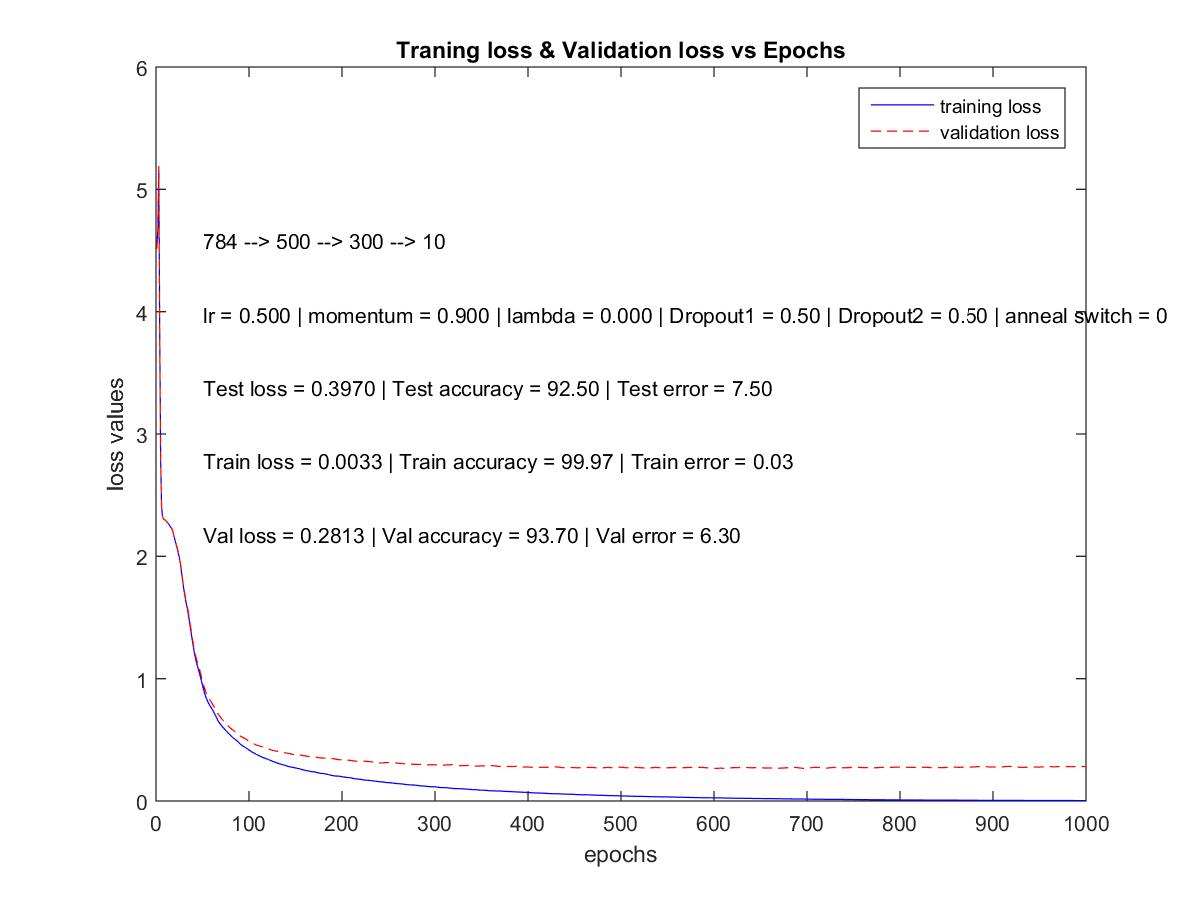 Traning loss & Validation loss vs Epochs
6
training loss
validation loss
5
784 --> 500 --> 300 --> 10
4
lr = 0.500 | momentum = 0.900 | lambda = 0.000 | Dropout1 = 0.50 | Dropout2 = 0.50 | anneal switch = 0
Test loss = 0.3970 | Test accuracy = 92.50 | Test error = 7.50
loss values
3
Train loss = 0.0033 | Train accuracy = 99.97 | Train error = 0.03
Val loss = 0.2813 | Val accuracy = 93.70 | Val error = 6.30
2
1
0
0 100 200 300 400 500 600 700 800 900 1000
epochs